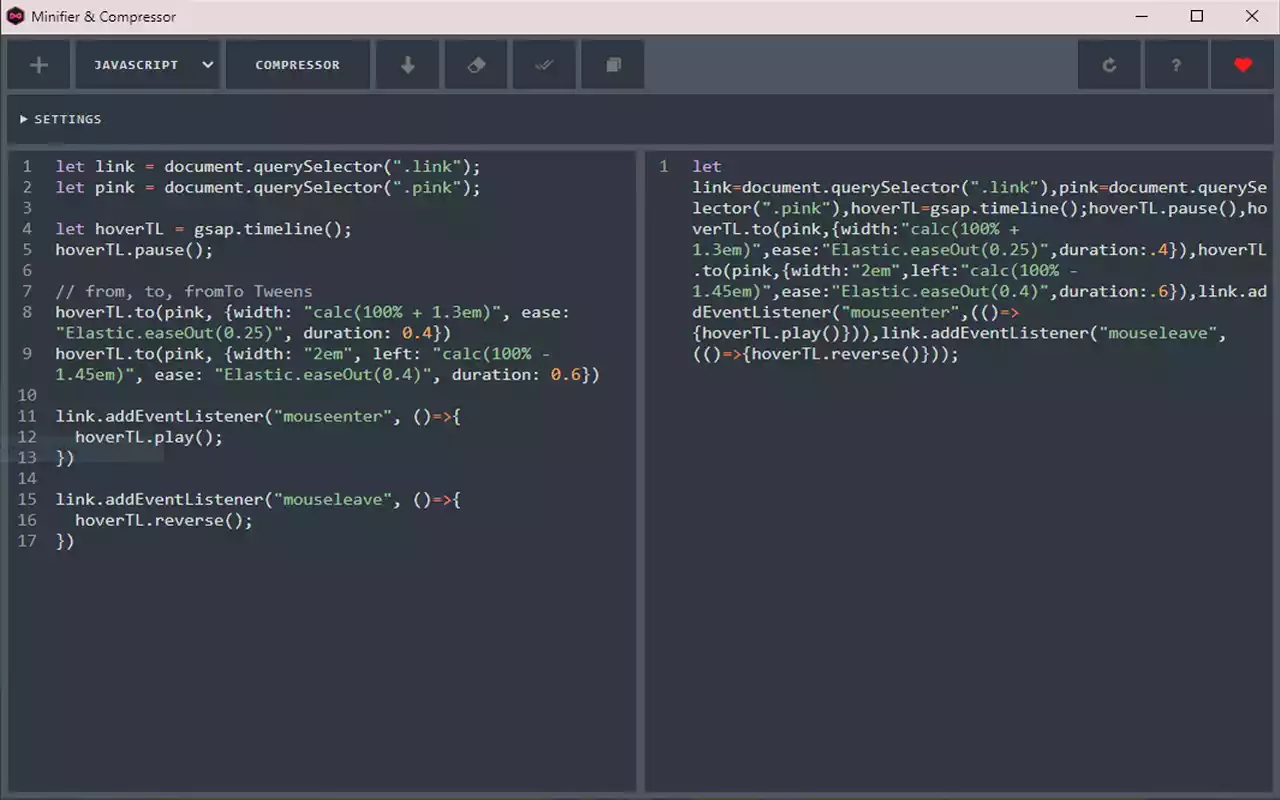 Minifier & Compressor
JAVASCRIPT
COMPRESSOR
?
SETTINGS
1 let link = document.querySelector(".link");
2 let pink = document.querySelector(".pink");
3
4 let hoverTL = gsap.timeline();
5 hoverTL.pause();
6
7 // from, to, fromTo Tweens
8 hoverTL.to(pink, {width: "calc(100% + 1.3em)", ease:
"Elastic.easeOut(0.25)", duration: 0.4})
9 hoverTL.to(pink, {width: "2em", left: "calc(100% -
1.45em)", ease: "Elastic.easeOut(0.4)", duration: 0.6})
10
11 link.addEventListener("mouseenter", ()=>{
12 hoverTL.play();
13 })
14
15 link.addEventListener("mouseleave", ()=>{
16 hoverTL.reverse();
17 })
1 let
link=document.querySelector(".link"),pink=document.querySe
lector(".pink"),hoverTL=gsap.timeline();hoverTL.pause(),ho
verTL.to(pink,{width:"calc(100% +
1.3em)",ease:"Elastic.easeOut(0.25)",duration:.4}),hoverTL
.to(pink,{width:"2em",left:"calc(100% -
1.45em)",ease:"Elastic.easeOut(0.4)",duration:.6}),link.ad
dEventListener("mouseenter",(()=>
{hoverTL.play()})),link.addEventListener("mouseleave",
(()=>{hoverTL.reverse()}));